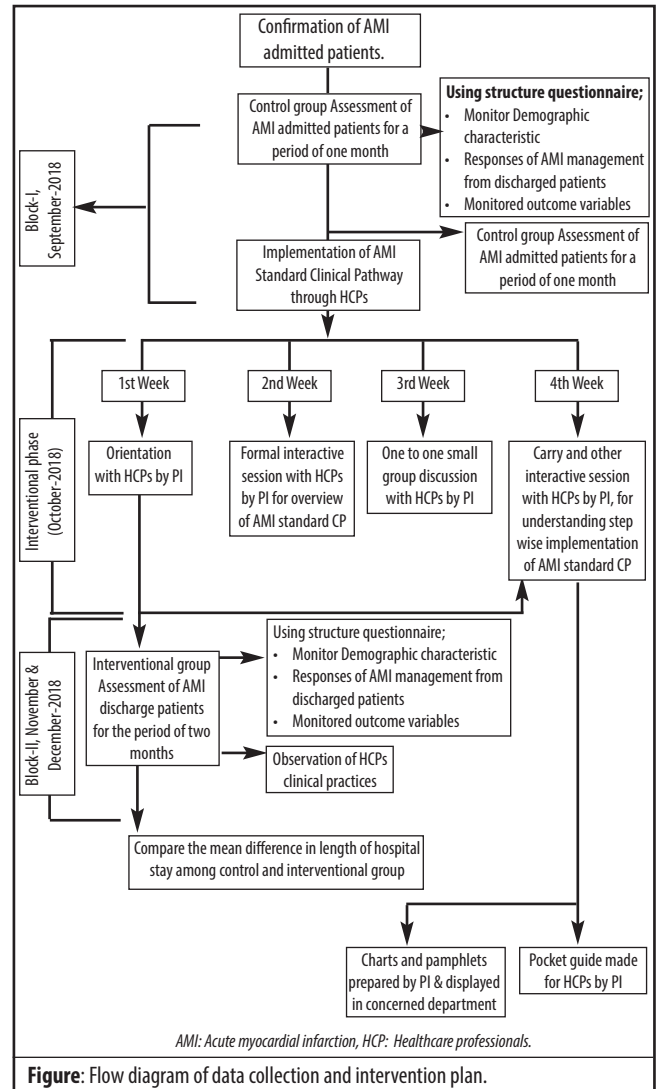 Confirmation of AMI
admitted patients.
Control group Assessment of
AMI admitted patients for a
period of one month
Using structure questionnaire;
• Monitor Demographic
characteristic
• Responses of AMI management
from discharged patients
• Monitored outcome variables
Block-I,
September-2018
Control group Assessment of
AMI admitted patients for a
period of one month
Implementation of AMI
Standard Clinical Pathway
through HCPs
1st Week
2nd Week
3rd Week
4th Week
Interventional phase
(October-2018)
Orientation
with HCPs by PI
Formal interactive
session with HCPs
by PI for overview
of AMI standard CP
One to one small
group discussion
with HCPs by PI
Carry and other
interactive session
with HCPs by PI, for
understanding step
wise implementation
of AMI standard CP
Block-II, November &
December-2018
Interventional group
Assessment of AMI
discharge patients
for the period of two
months
Using structure questionnaire;
• Monitor Demographic characteristic
• Responses of AMI management from
discharged patients
• Monitored outcome variables
Observation of HCPs
clinical practices
Compare the mean difference in length of hospital
stay among control and interventional group
Charts and pamphlets
prepared by PI & displayed
in concerned department
Pocket guide made
for HCPs by PI
AMI: Acute myocardial infarction, HCP: Healthcare professionals.
Figure: Flow diagram of data collection and intervention plan.